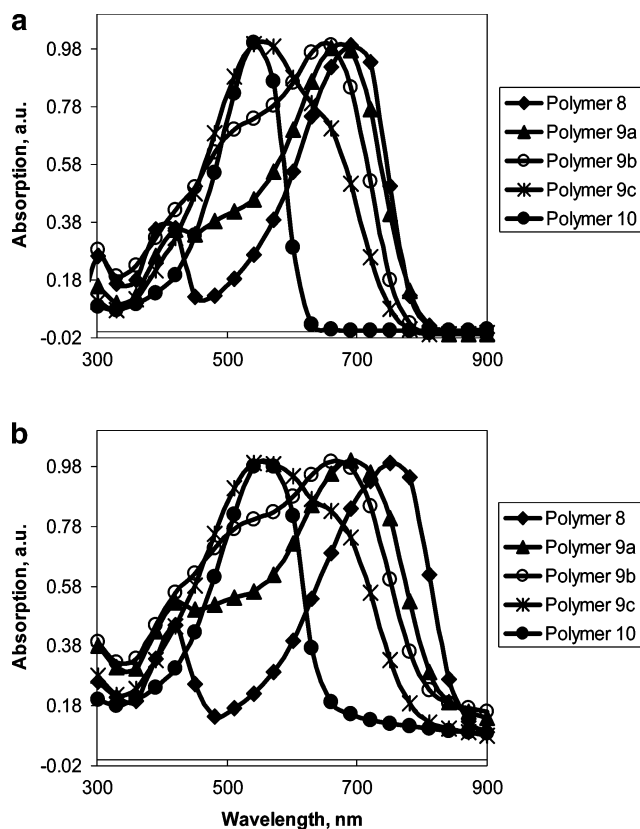 a
Absorption, a.u.
0.98
0.78
0.58
0.38
0.18
-0.02
300
500
700
900
Polymer 8
Polymer 9a
Polymer 9b
Polymer 9c
Polymer 10
b
Absorption, a.u.
0.98
0.78
0.58
0.38
0.18
-0.02
300
500
700
900
Wavelength, nm
Polymer 8
Polymer 9a
Polymer 9b
Polymer 9c
Polymer 10